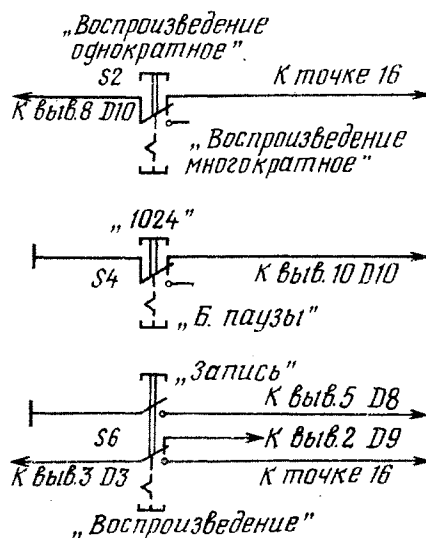 „Воспроизведение
однократное"
S2
К точке 16
К выв.8 D10
„Воспроизведение
многократное"
„1024"
S4
К выв.10 D10
„Б. паузы"
„Запись"
К выв.5 D8
S6
К выв.2 D9
К выв.3 D3
К точке 16
„Воспроизведение"